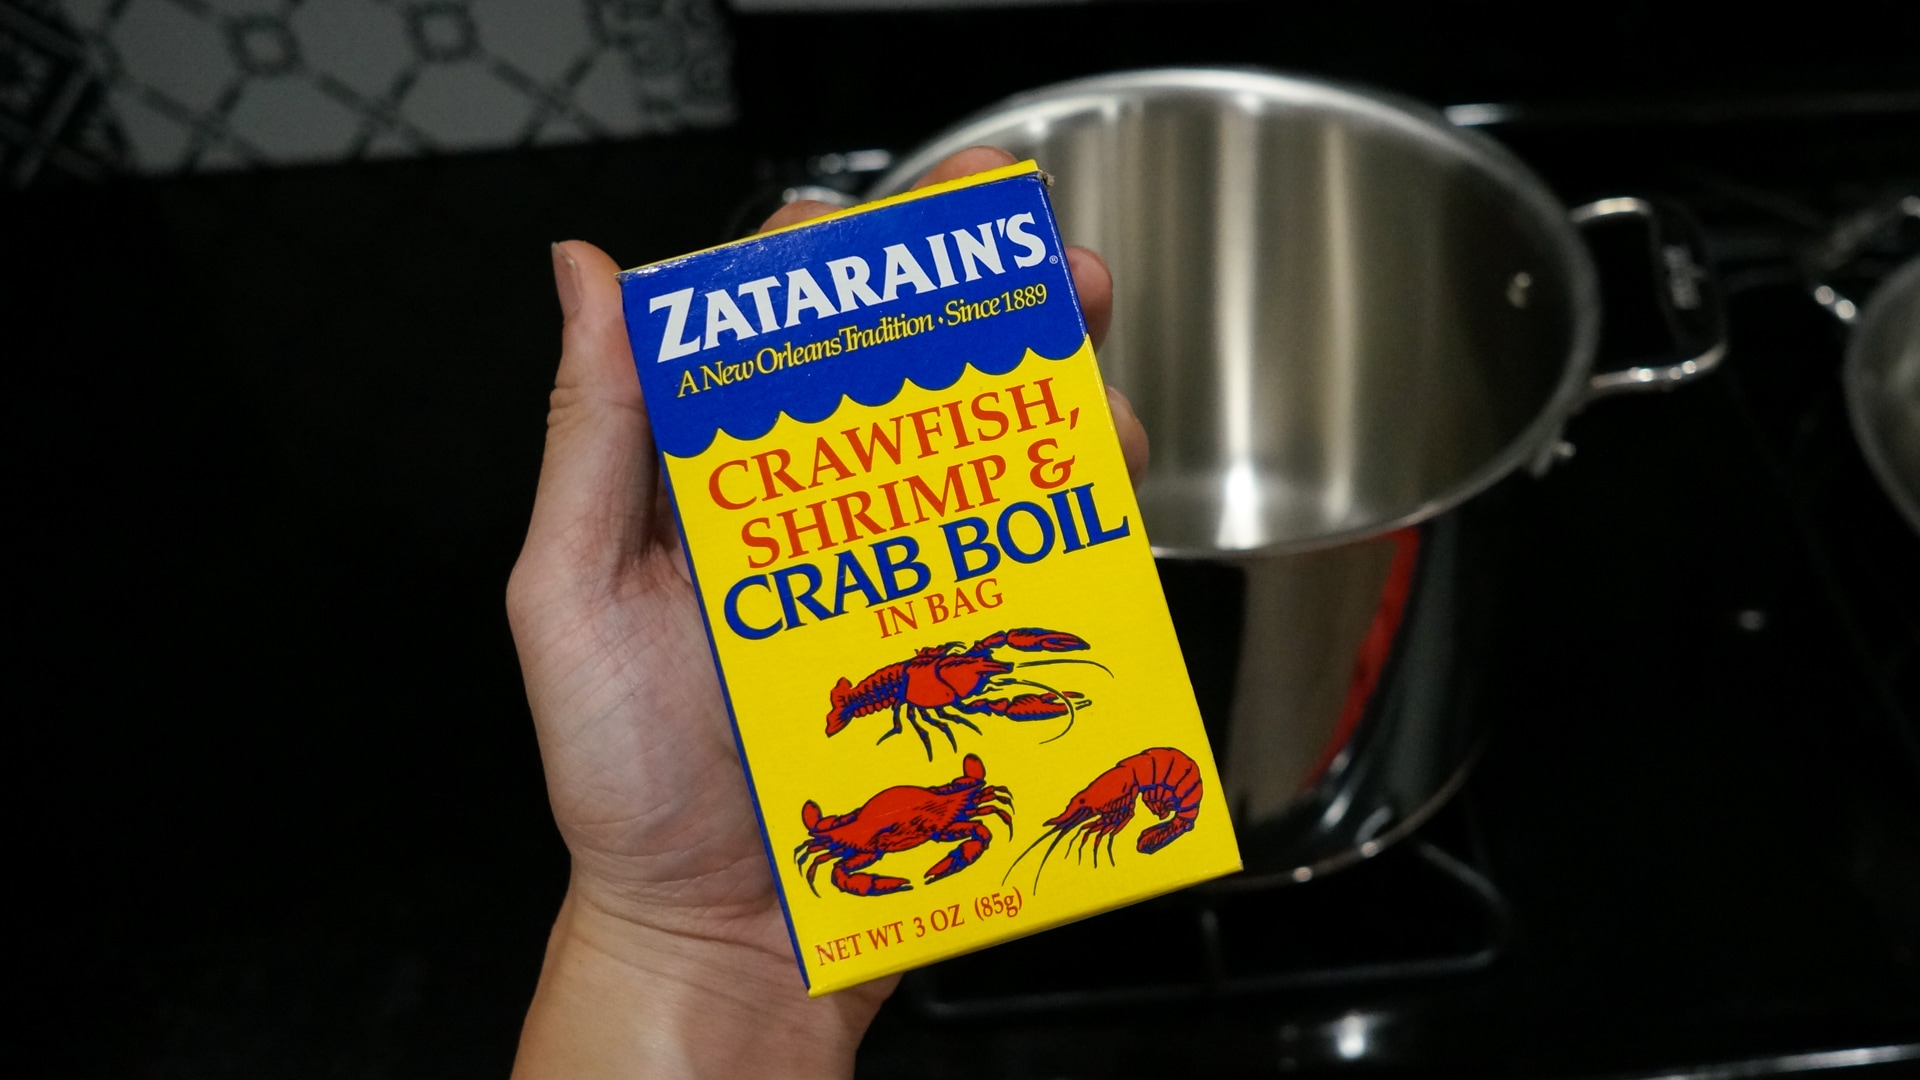 ZATARAIN'S®
A New Orleans Tradition • Since 1889
CRAWFISH,
SHRIMP &
CRAB BOIL
IN BAG
NET WT 3 OZ (85g)